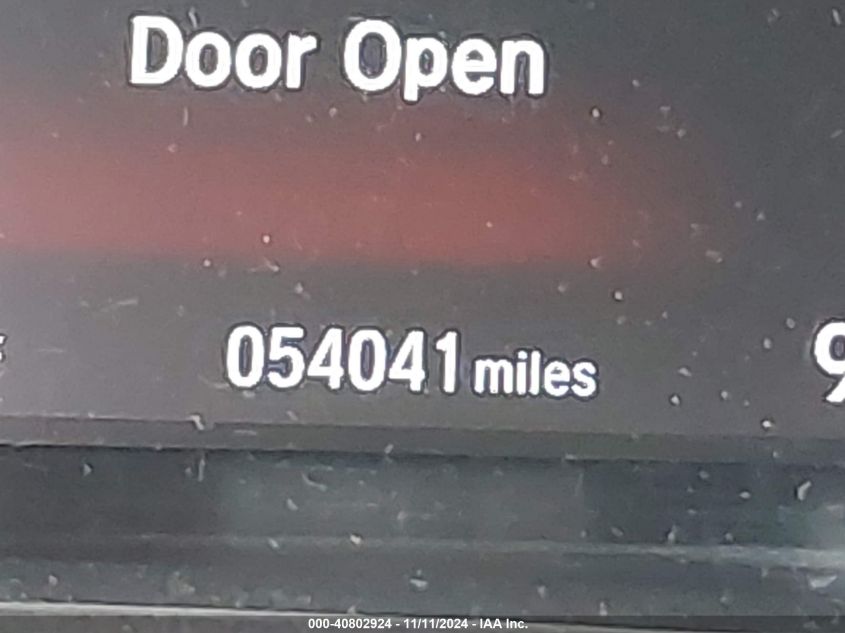 Door Open
054041 miles
000-40802924 - 11/11/2024 - IAA Inc.